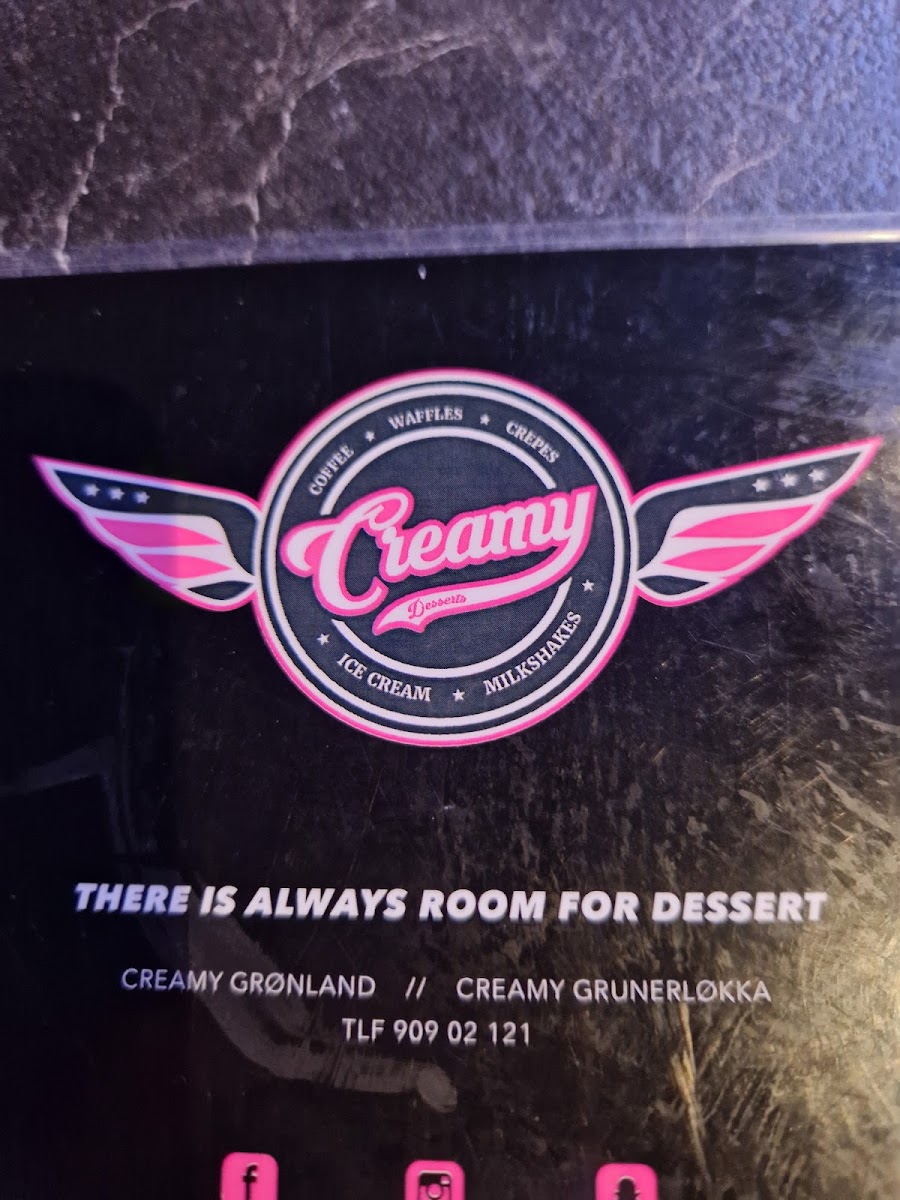 COFFEE ★ WAFFLES ★ CREPES
Creamy
Desserts
★ ICE CREAM ★ MILKSHAKES ★
THERE IS ALWAYS ROOM FOR DESSERT
CREAMY GRØNLAND // CREAMY GRUNERLØKKA
TLF 909 02 121